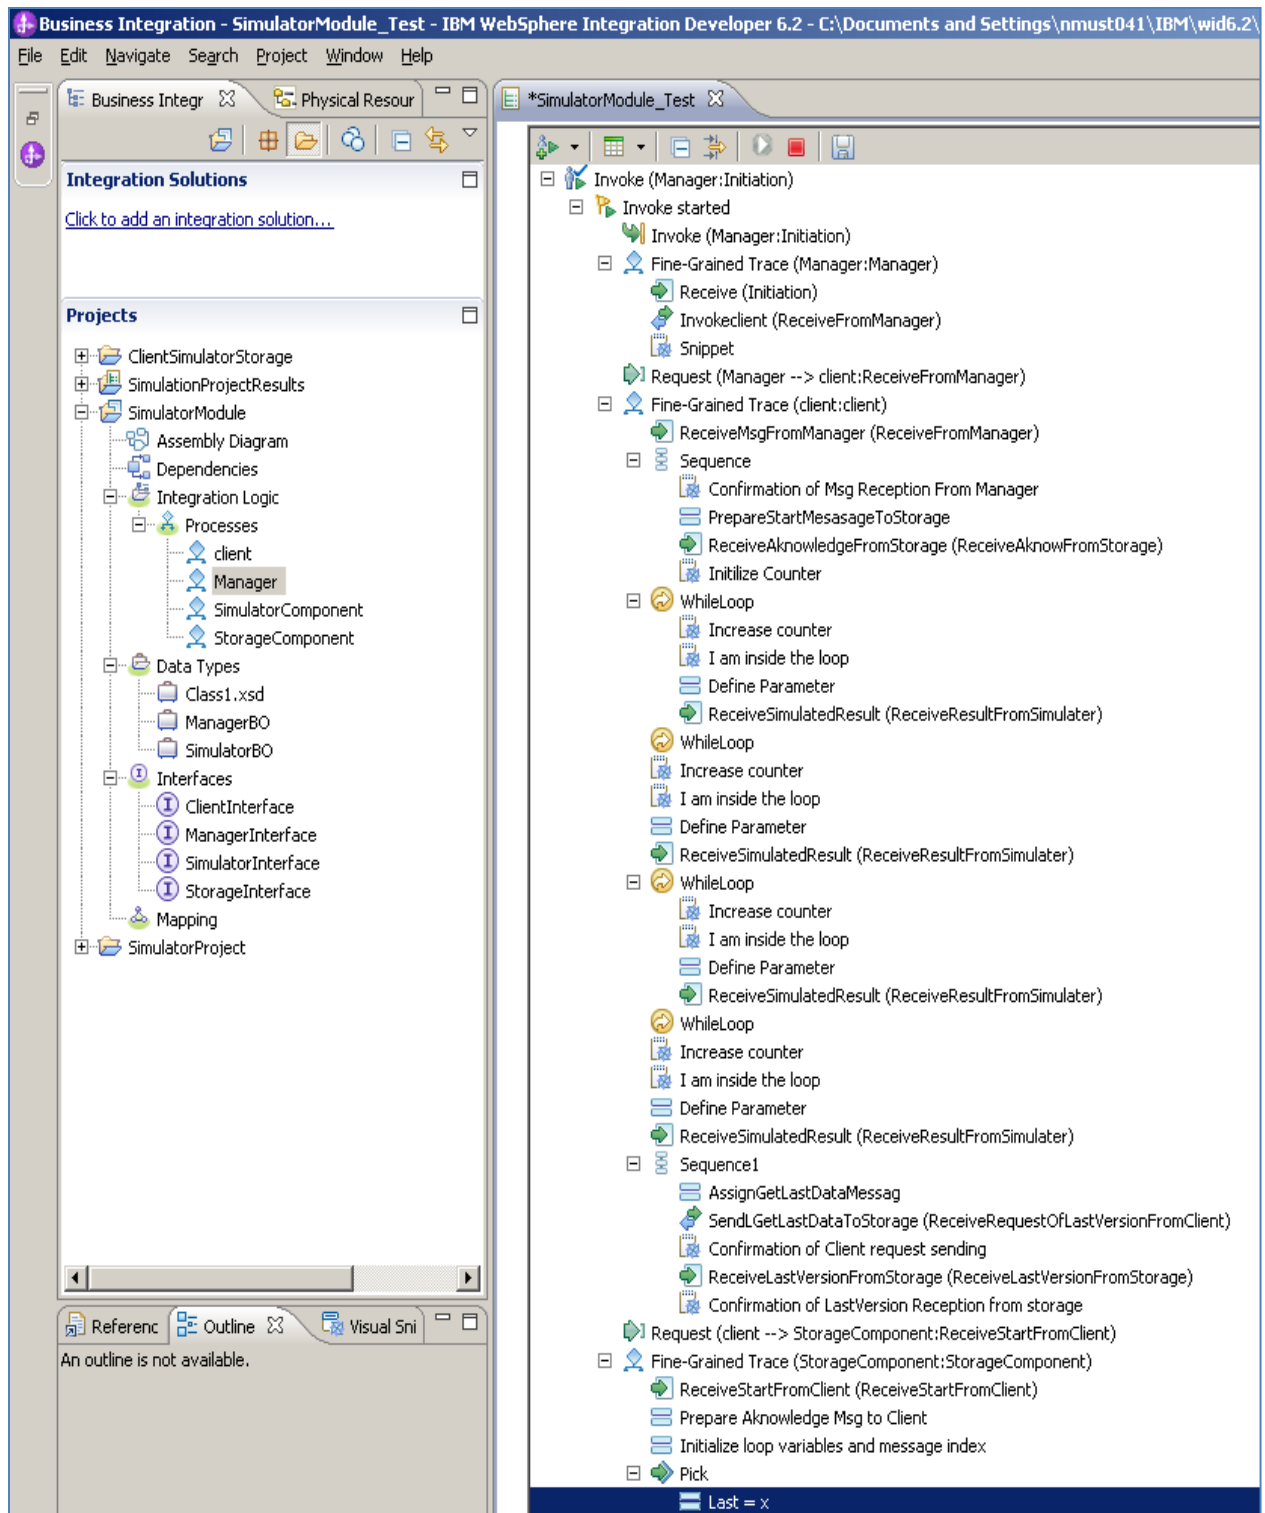 Business Integration - SimulatorModule_Test - IBM WebSphere Integration Developer 6.2 - C:\Documents and Settings\nmust041\IBM\wid6.2\
File Edit Navigate Search Project Window Help
Business Integr
Physical Resour
Integration Solutions
Click to add an integration solution...
Projects
ClientSimulatorStorage
SimulationProjectResults
SimulatorModule
Assembly Diagram
Dependencies
Integration Logic
Processes
client
Manager
SimulatorComponent
StorageComponent
Data Types
Class1.xsd
ManagerBO
SimulatorBO
Interfaces
ClientInterface
ManagerInterface
SimulatorInterface
StorageInterface
Mapping
SimulatorProject
Referenc
Outline
Visual Sni
An outline is not available.
*SimulatorModule_Test
Invoke (Manager:Initiation)
Invoke started
Invoke (Manager:Initiation)
Fine-Grained Trace (Manager:Manager)
Receive (Initiation)
Invokeclient (ReceiveFromManager)
Snippet
Request (Manager --> client:ReceiveFromManager)
Fine-Grained Trace (client:client)
ReceiveMsgFromManager (ReceiveFromManager)
Sequence
Confirmation of Msg Reception From Manager
PrepareStartMesasageToStorage
ReceiveAknowledgeFromStorage (ReceiveAknowFromStorage)
Initilize Counter
WhileLoop
Increase counter
I am inside the loop
Define Parameter
ReceiveSimulatedResult (ReceiveResultFromSimulater)
WhileLoop
Increase counter
I am inside the loop
Define Parameter
ReceiveSimulatedResult (ReceiveResultFromSimulater)
WhileLoop
Increase counter
I am inside the loop
Define Parameter
ReceiveSimulatedResult (ReceiveResultFromSimulater)
WhileLoop
Increase counter
I am inside the loop
Define Parameter
ReceiveSimulatedResult (ReceiveResultFromSimulater)
Sequence1
AssignGetLastDataMessag
SendLGetLastDataToStorage (ReceiveRequestOfLastVersionFromClient)
Confirmation of Client request sending
ReceiveLastVersionFromStorage (ReceiveLastVersionFromStorage)
Confirmation of LastVersion Reception from storage
Request (client --> StorageComponent:ReceiveStartFromClient)
Fine-Grained Trace (StorageComponent:StorageComponent)
ReceiveStartFromClient (ReceiveStartFromClient)
Prepare Aknowledge Msg to Client
Initialize loop variables and message index
Pick
Last = x